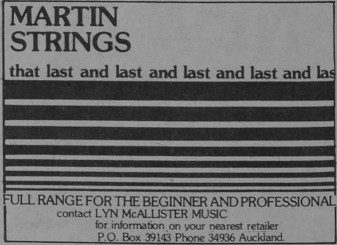 MARTIN
STRINGS
that last and last and last and last and las
FULL RANGE FOR THE BEGINNER AND PROFESSIONAL
contact LYN McALLISTER MUSIC
for information on your nearest retailer
P.O. Box 39143 Phone 34936 Auckland.